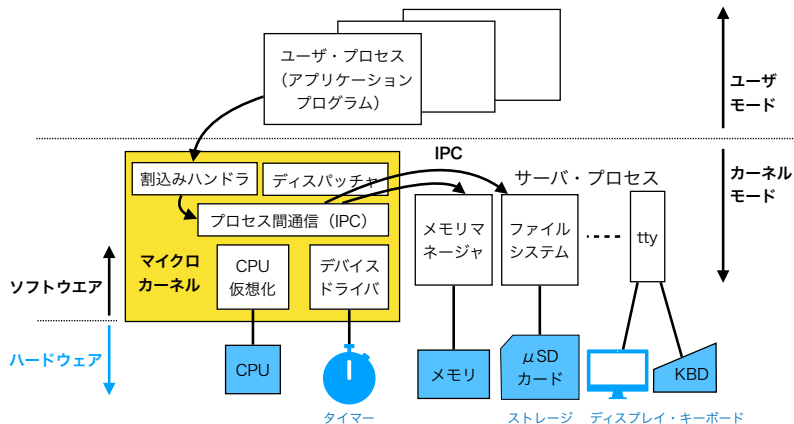 ユーザ・プロセス
（アプリケーション
プログラム）
ユーザ
モード
IPC
カーネル
モード
割込みハンドラ
ディスパッチャ
サーバ・プロセス
プロセス間通信（IPC）
メモリマ
ネージャ
ファイル
システム
tty
マイクロ
カーネル
CPU
仮想化
デバイス
ドライバ
ソフトウエア
ハードウェア
CPU
メモリ
μSD
カード
KBD
タイマー
ストレージ
ディスプレイ・キーボード